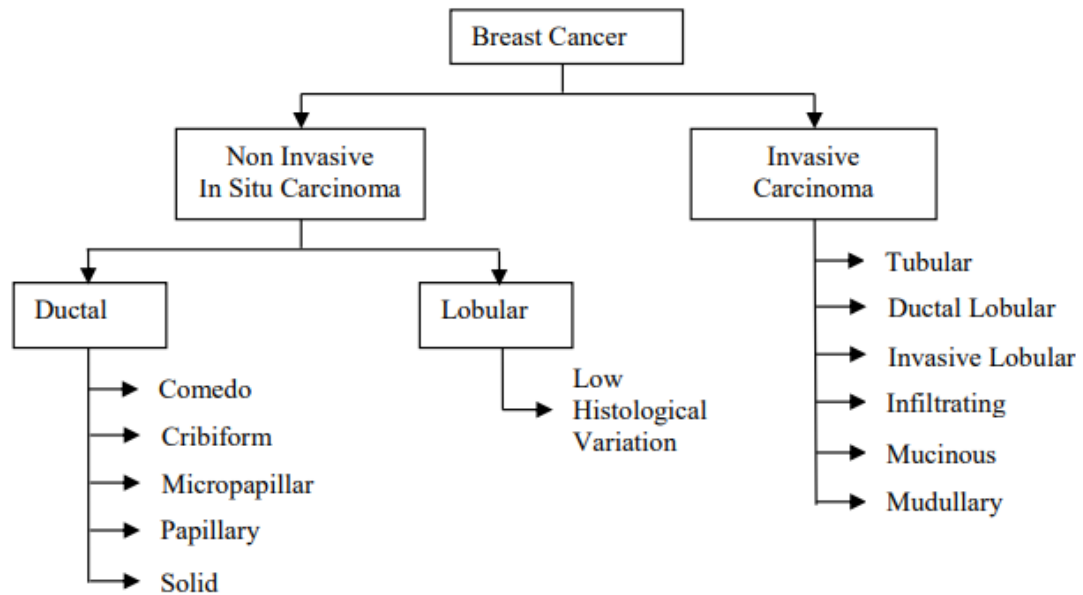 Breast Cancer
Non Invasive
In Situ Carcinoma
Invasive
Carcinoma
Ductal
Lobular
Comedo
Cribiform
Micropapillar
Papillary
Solid
Low
Histological
Variation
Tubular
Ductal Lobular
Invasive Lobular
Infiltrating
Mucinous
Mudullary